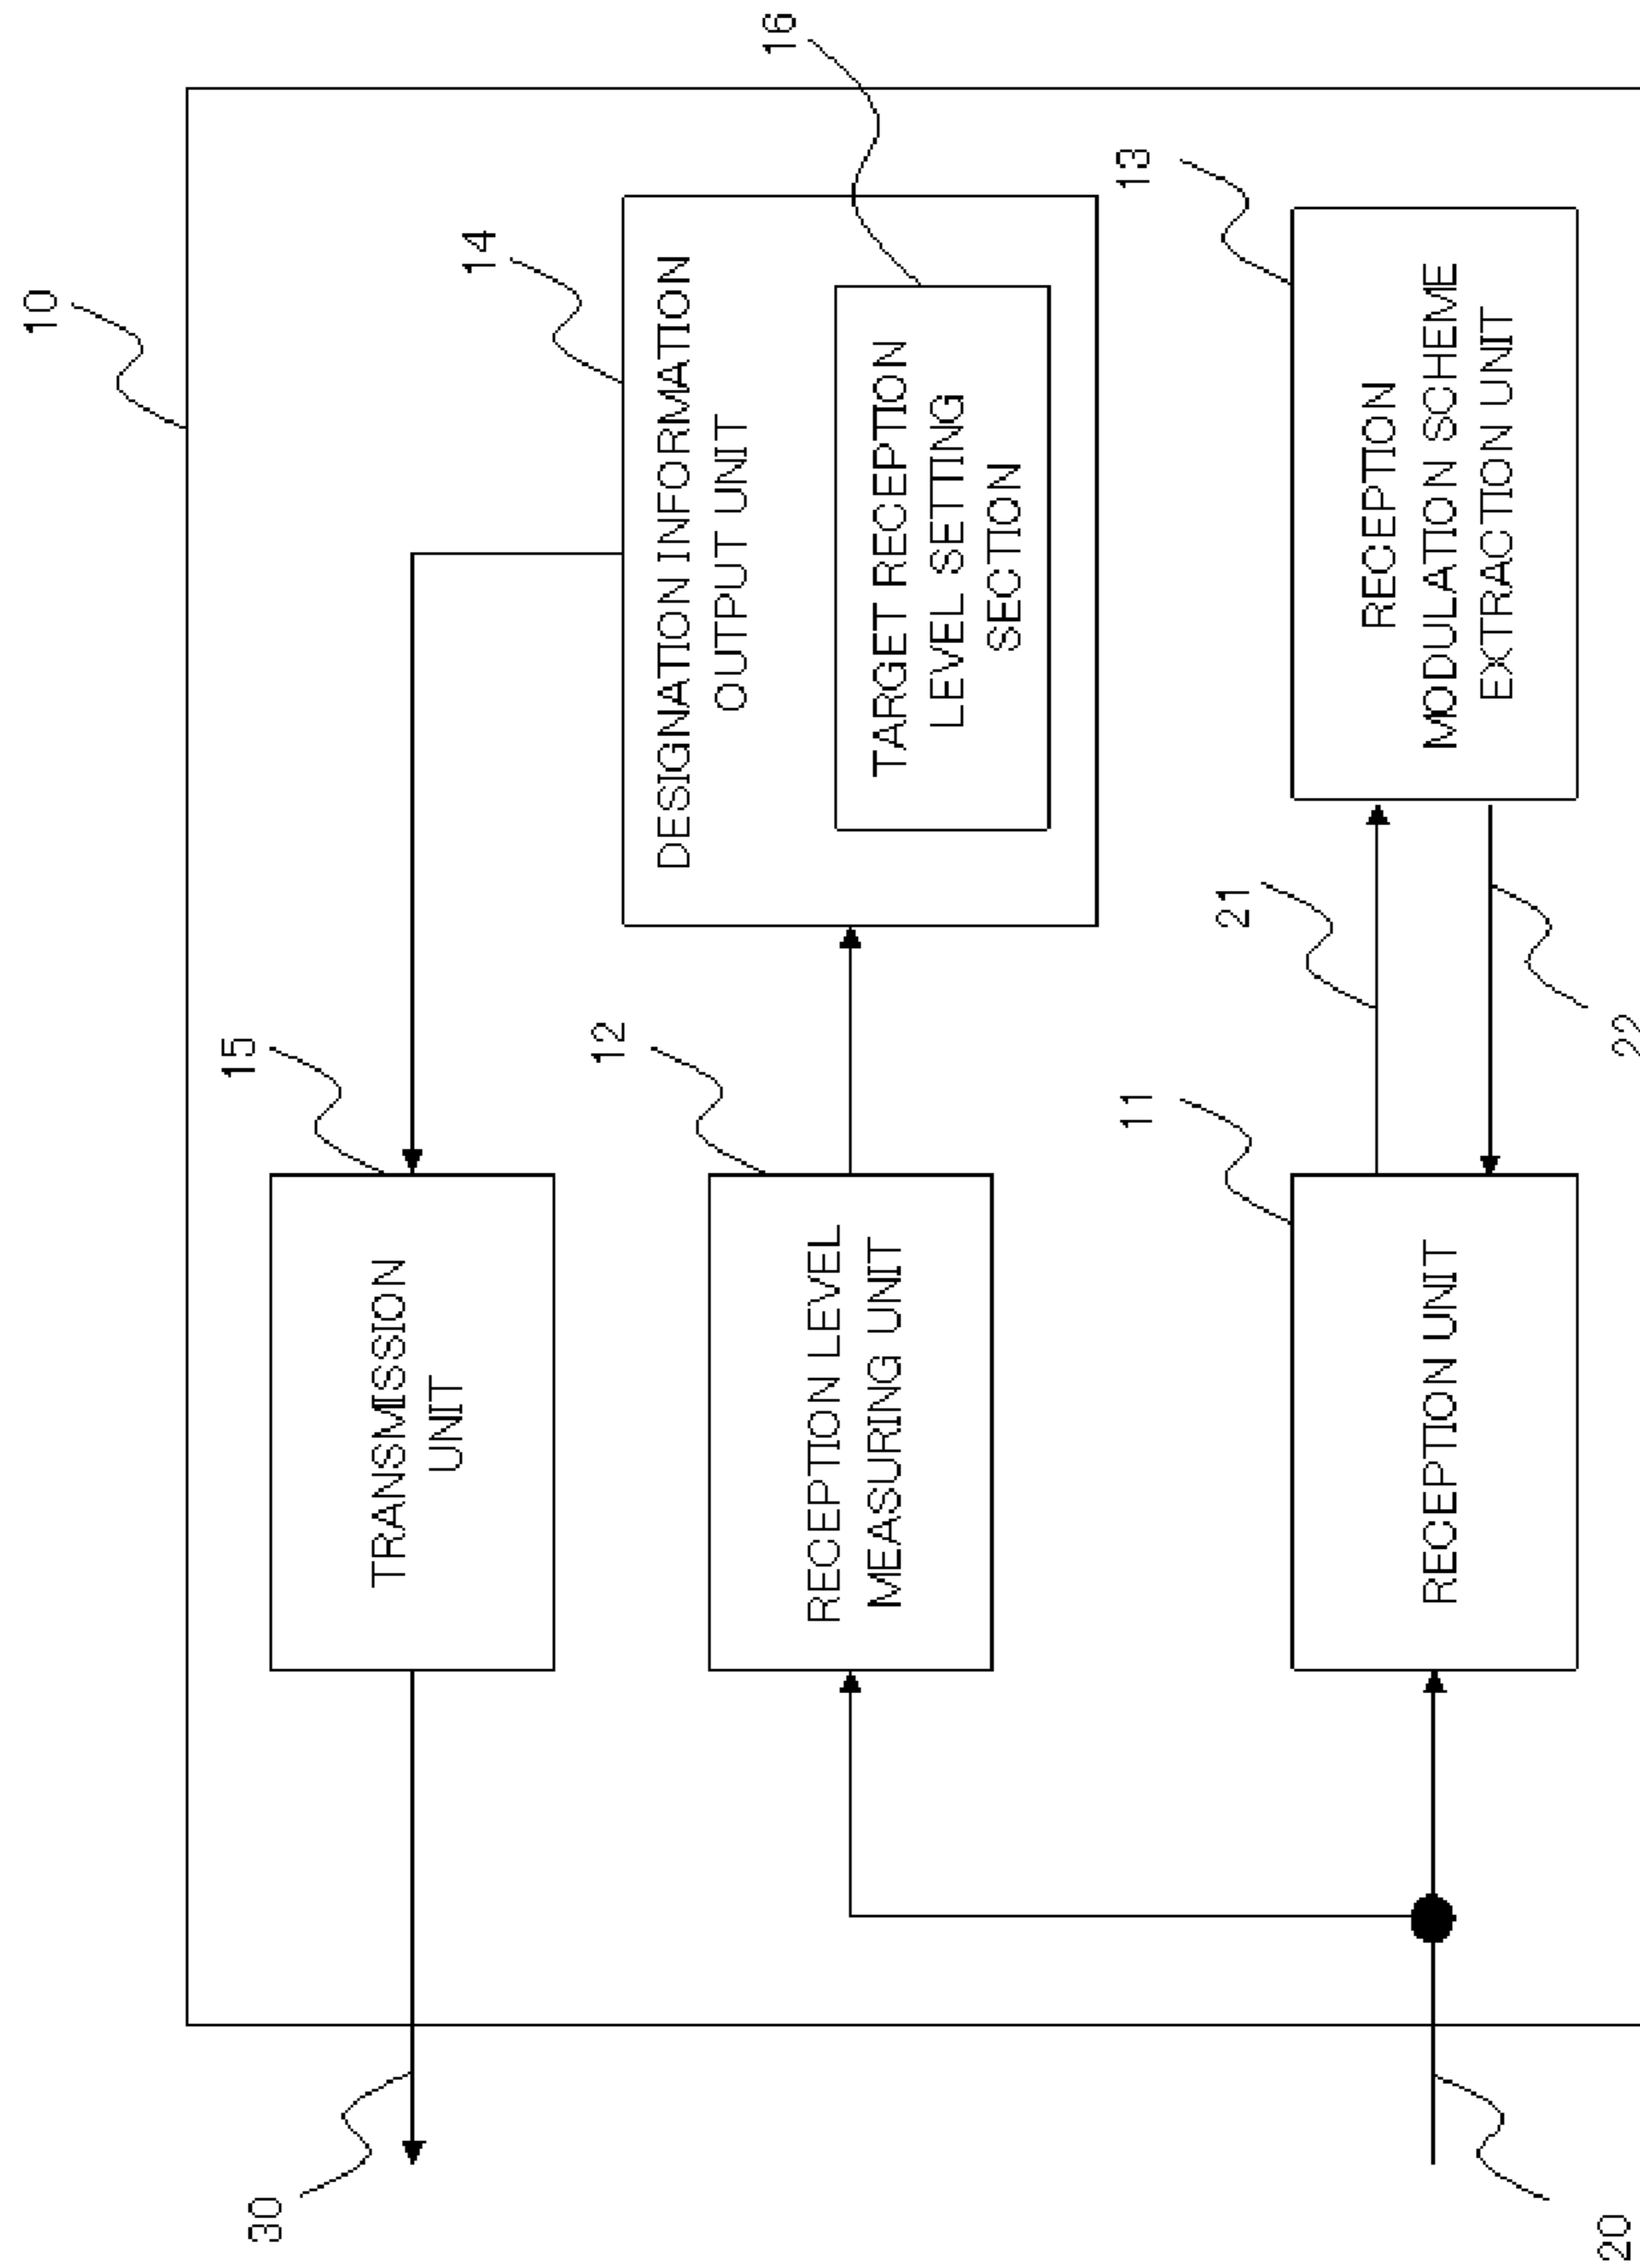 10
16
14
DESIGNATION INFORMATION
OUTPUT UNIT
TARGET RECEPTION
LEVEL SETTING
SECTION
13
RECEPTION
MODULATION SCHEME
EXTRACTION UNIT
15
TRANSMISSION
UNIT
12
RECEPTION LEVEL
MEASURING UNIT
21
22
11
RECEPTION UNIT
30
20